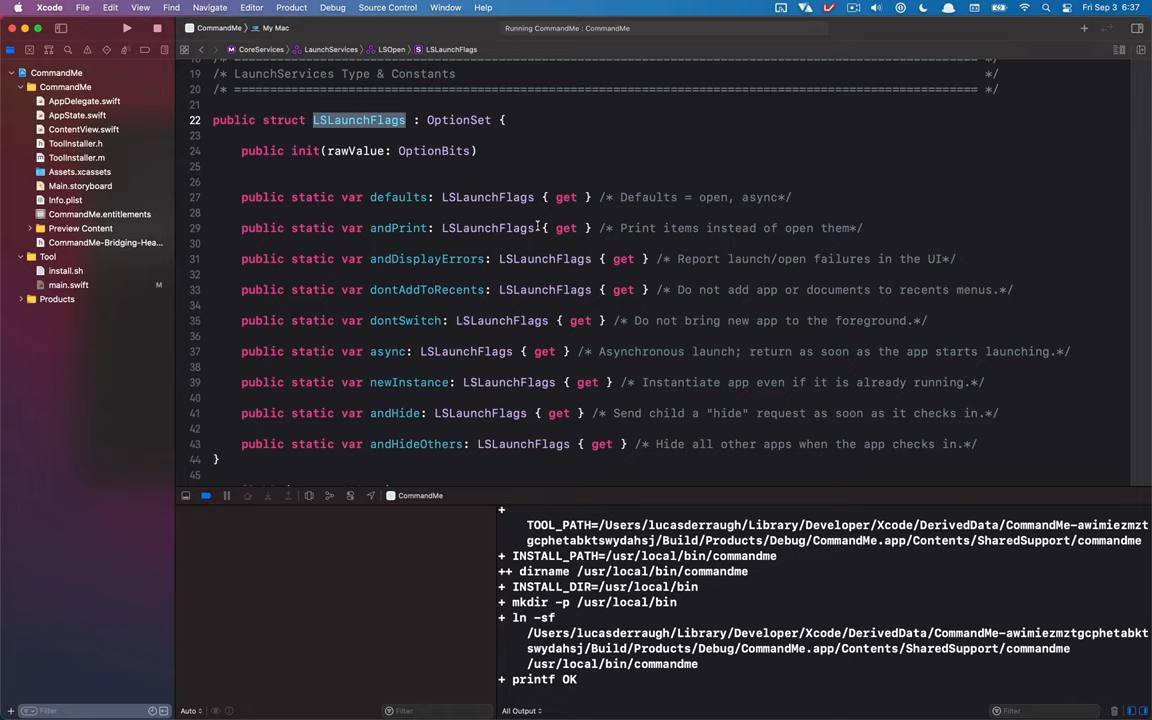 Xcode File Edit View Find Navigate Editor Product Debug Source Control Window Help Fri Sep 3 6:37
CommandMe My Mac Running CommandMe : CommandMe
CoreServices LaunchServices LSOpen S LSLaunchFlags
CommandMe
CommandMe
AppDelegate.swift
AppState.swift
ContentView.swift
ToolInstaller.h
ToolInstaller.m
Assets.xcassets
Main.storyboard
Info.plist
CommandMe.entitlements
Preview Content
CommandMe-Bridging-Hea...
Tool
install.sh
main.swift M
Products
19 /* LaunchServices Type & Constants */
20 /* ======================================================================================================== */
21
22 public struct LSLaunchFlags : OptionSet {
23
24 public init(rawValue: OptionBits)
25
26
27 public static var defaults: LSLaunchFlags { get } /* Defaults = open, async*/
28
29 public static var andPrint: LSLaunchFlags { get } /* Print items instead of open them*/
30
31 public static var andDisplayErrors: LSLaunchFlags { get } /* Report launch/open failures in the UI*/
32
33 public static var dontAddToRecents: LSLaunchFlags { get } /* Do not add app or documents to recents menus.*/
34
35 public static var dontSwitch: LSLaunchFlags { get } /* Do not bring new app to the foreground.*/
36
37 public static var async: LSLaunchFlags { get } /* Asynchronous launch; return as soon as the app starts launching.*/
38
39 public static var newInstance: LSLaunchFlags { get } /* Instantiate app even if it is already running.*/
40
41 public static var andHide: LSLaunchFlags { get } /* Send child a "hide" request as soon as it checks in.*/
42
43 public static var andHideOthers: LSLaunchFlags { get } /* Hide all other apps when the app checks in.*/
44 }
45
CommandMe
+
TOOL_PATH=/Users/lucasderraugh/Library/Developer/Xcode/DerivedData/CommandMe-awimiezmzt
gcphetabktswydahsj/Build/Products/Debug/CommandMe.app/Contents/SharedSupport/commandme
+ INSTALL_PATH=/usr/local/bin/commandme
++ dirname /usr/local/bin/commandme
+ INSTALL_DIR=/usr/local/bin
+ mkdir -p /usr/local/bin
+ ln -sf
/Users/lucasderraugh/Library/Developer/Xcode/DerivedData/CommandMe-awimiezmztgcphetabkt
swydahsj/Build/Products/Debug/CommandMe.app/Contents/SharedSupport/commandme
/usr/local/bin/commandme
+ printf OK
Filter Auto Filter All Output Filter